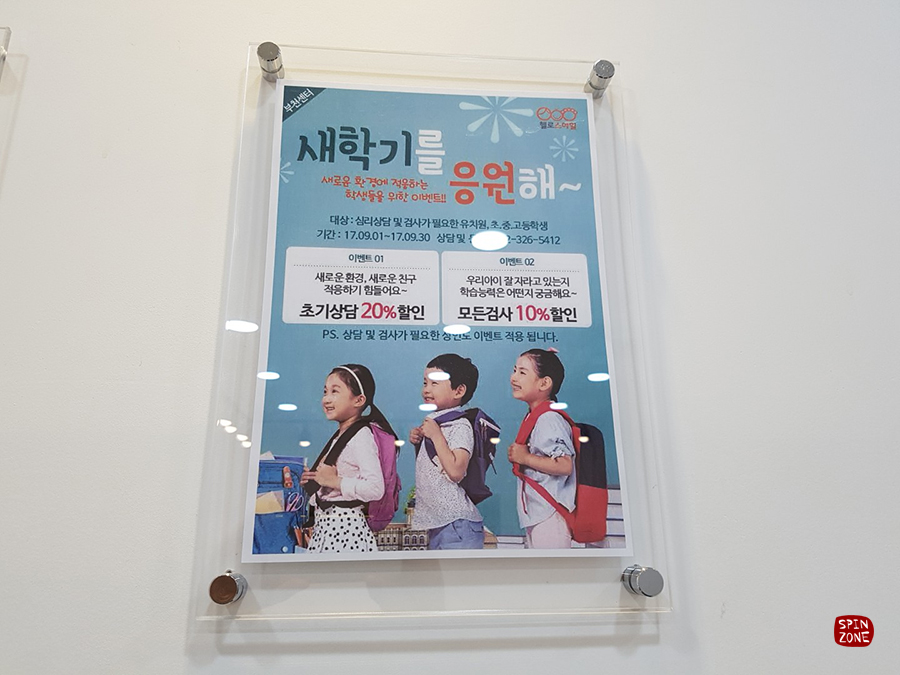 부천센터
헬로스마일
새학기를
응원해~
새로운 환경에 적응하는
학생들을 위한 이벤트!!
대상 : 심리상담 및 검사가 필요한 유치원, 초.중.고등학생
기간 : 17.09.01~17.09.30 상담 및 2-326-5412
이벤트 01
새로운 환경, 새로운 친구
적응하기 힘들어요~
초기상담 20%할인
이벤트 02
우리아이 잘 자라고 있는지
학습능력은 어떤지 궁금해요~
모든검사 10%할인
PS. 상담 및 검사가 필요한 성인도 이벤트 적용 됩니다.
SPIN
ZONE